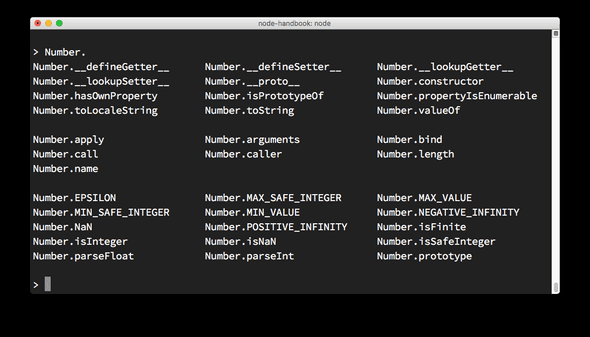 node-handbook: node
> Number.
Number.__defineGetter__ Number.__defineSetter__ Number.__lookupGetter__
Number.__lookupSetter__ Number.__proto__ Number.constructor
Number.hasOwnProperty Number.isPrototypeOf Number.propertyIsEnumerable
Number.toLocaleString Number.toString Number.valueOf
Number.apply Number.arguments Number.bind
Number.call Number.caller Number.length
Number.name
Number.EPSILON Number.MAX_SAFE_INTEGER Number.MAX_VALUE
Number.MIN_SAFE_INTEGER Number.MIN_VALUE Number.NEGATIVE_INFINITY
Number.NaN Number.POSITIVE_INFINITY Number.isFinite
Number.isInteger Number.isNaN Number.isSafeInteger
Number.parseFloat Number.parseInt Number.prototype
>